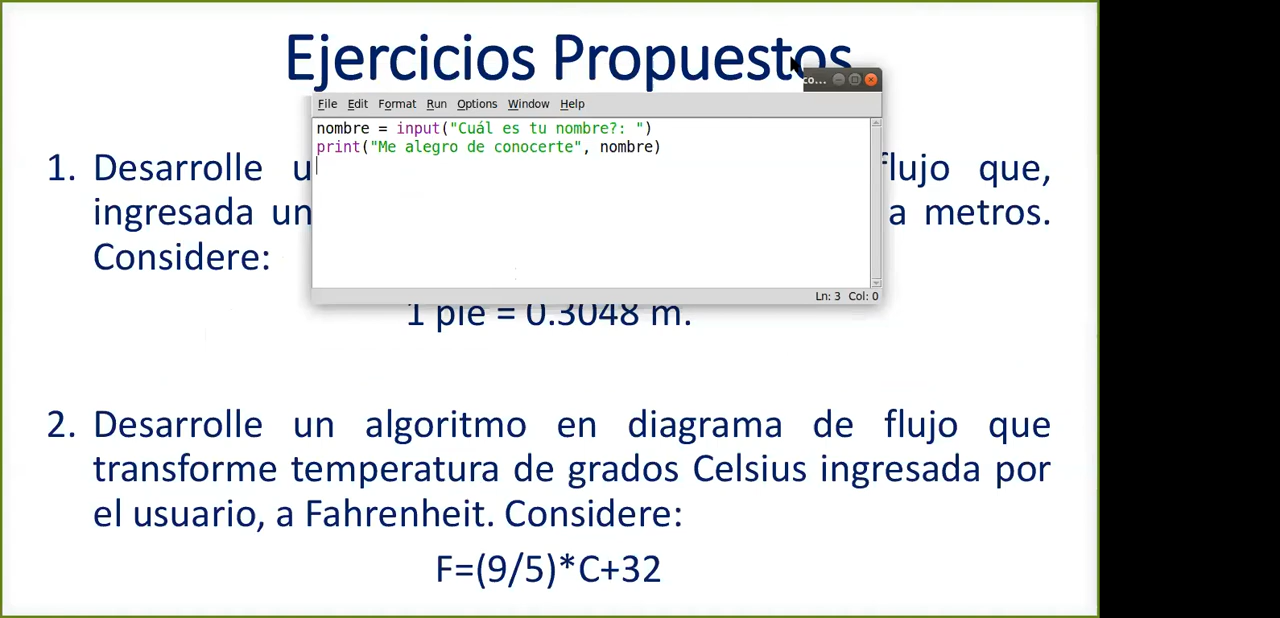 Ejercicios Propuestos
co...
File Edit Format Run Options Window Help
nombre = input("Cuál es tu nombre?: ")
print("Me alegro de conocerte", nombre)
Ln: 3 Col: 0
1. Desarrolle flujo que,
ingresada a metros.
Considere:
1 pie = 0.3048 m.
2. Desarrolle un algoritmo en diagrama de flujo que
transforme temperatura de grados Celsius ingresada por
el usuario, a Fahrenheit. Considere:
F=(9/5)*C+32